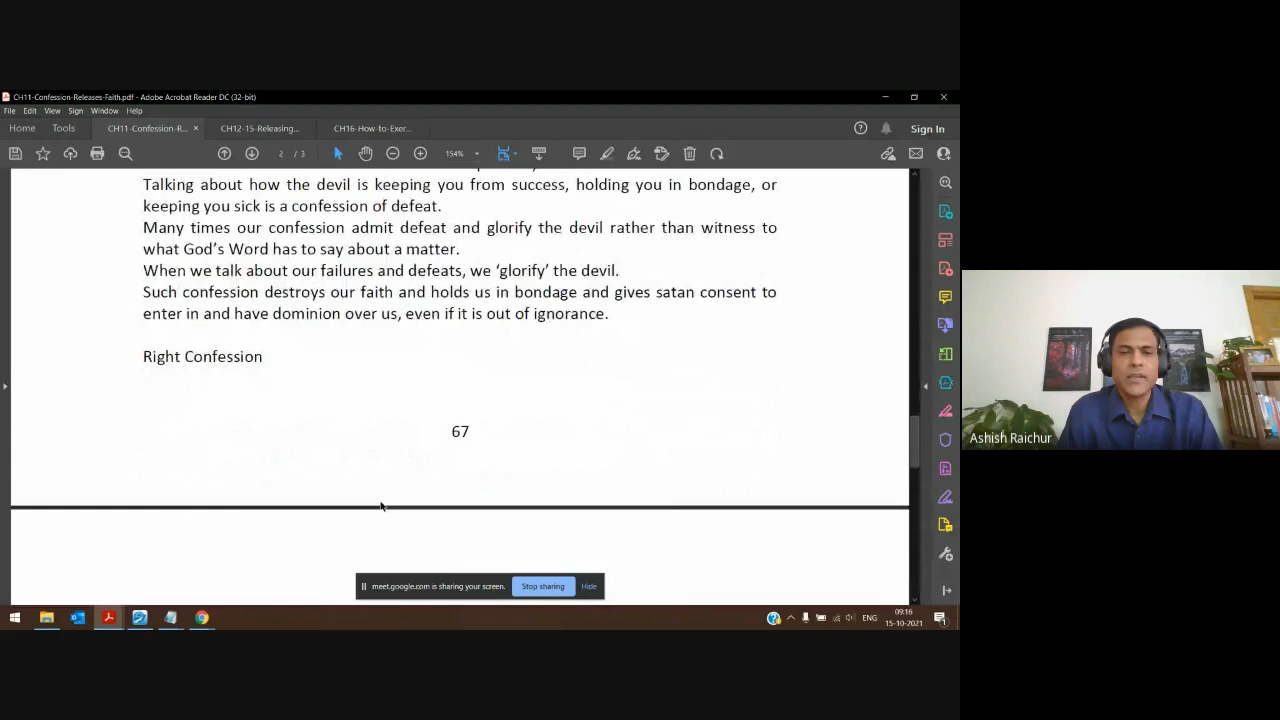 CH11-Confession-Releases-Faith.pdf - Adobe Acrobat Reader DC (32-bit)
File Edit View Sign Window Help
Home Tools CH11-Confession-R... × CH12-15-Releasing... CH16-How-to-Exer... Sign In
2 / 3 154%
Talking about how the devil is keeping you from success, holding you in bondage, or
keeping you sick is a confession of defeat.
Many times our confession admit defeat and glorify the devil rather than witness to
what God's Word has to say about a matter.
When we talk about our failures and defeats, we ‘glorify’ the devil.
Such confession destroys our faith and holds us in bondage and gives satan consent to
enter in and have dominion over us, even if it is out of ignorance.
Right Confession
67
Ashish Raichur
meet.google.com is sharing your screen. Stop sharing Hide
ENG
09:16
15-10-2021